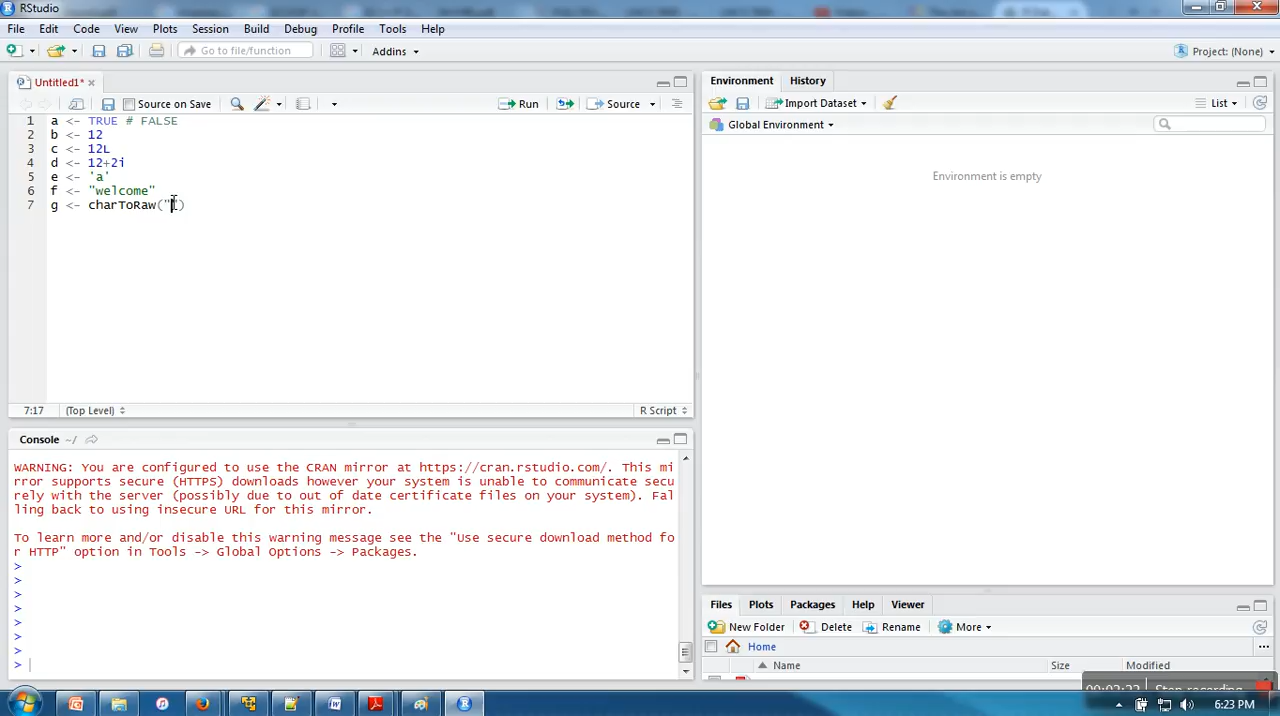 RStudio
File Edit Code View Plots Session Build Debug Profile Tools Help
Go to file/function Addins Project: (None)
Untitled1*
Source on Save Run Source
1 a <- TRUE # FALSE
2 b <- 12
3 c <- 12L
4 d <- 12+2i
5 e <- 'a'
6 f <- "welcome"
7 g <- charToRaw("")
7:17 (Top Level) R Script
Console ~/
WARNING: You are configured to use the CRAN mirror at https://cran.rstudio.com/. This mi
rror supports secure (HTTPS) downloads however your system is unable to communicate secu
rely with the server (possibly due to out of date certificate files on your system). Fal
ling back to using insecure URL for this mirror.
To learn more and/or disable this warning message see the "Use secure download method fo
r HTTP" option in Tools -> Global Options -> Packages.
>
>
>
>
>
>
>
>
Environment History
Import Dataset List
Global Environment
Environment is empty
Files Plots Packages Help Viewer
New Folder Delete Rename More
Home
Name Size Modified
Stop recording
6:23 PM